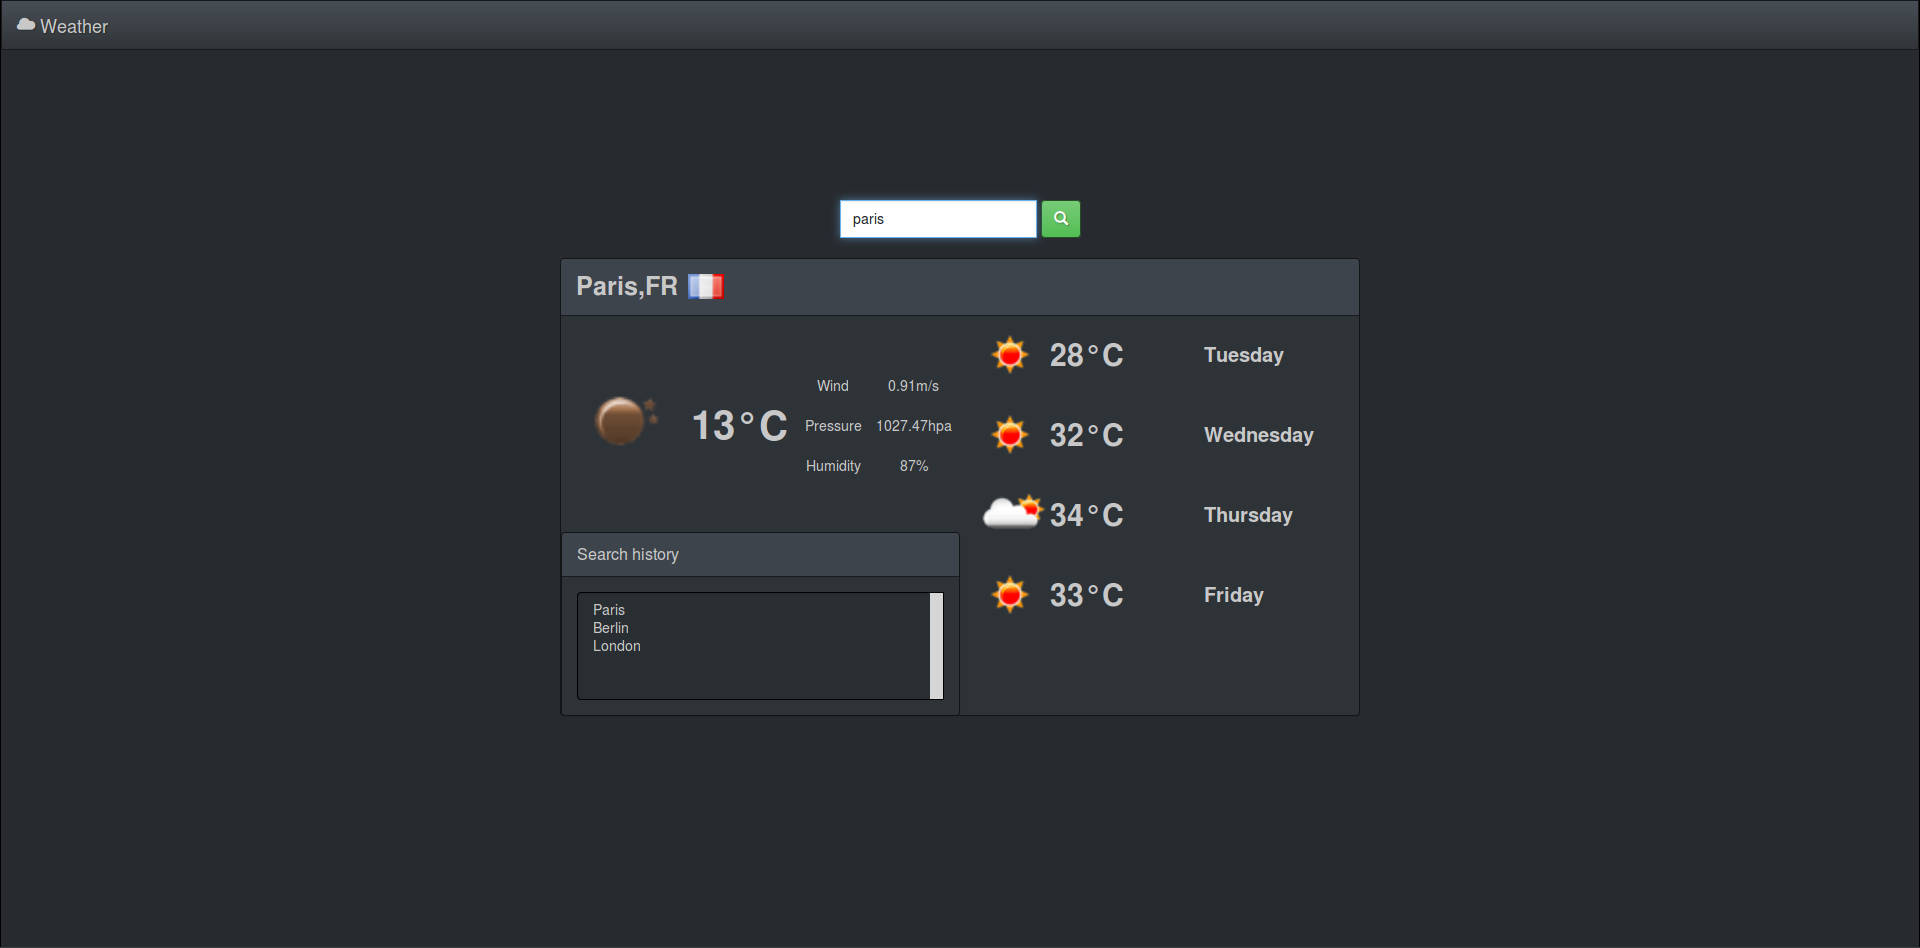 Weather
paris
Paris,FR
13°C
Wind 0.91m/s
Pressure 1027.47hpa
Humidity 87%
Search history
Paris
Berlin
London
28°C Tuesday
32°C Wednesday
34°C Thursday
33°C Friday